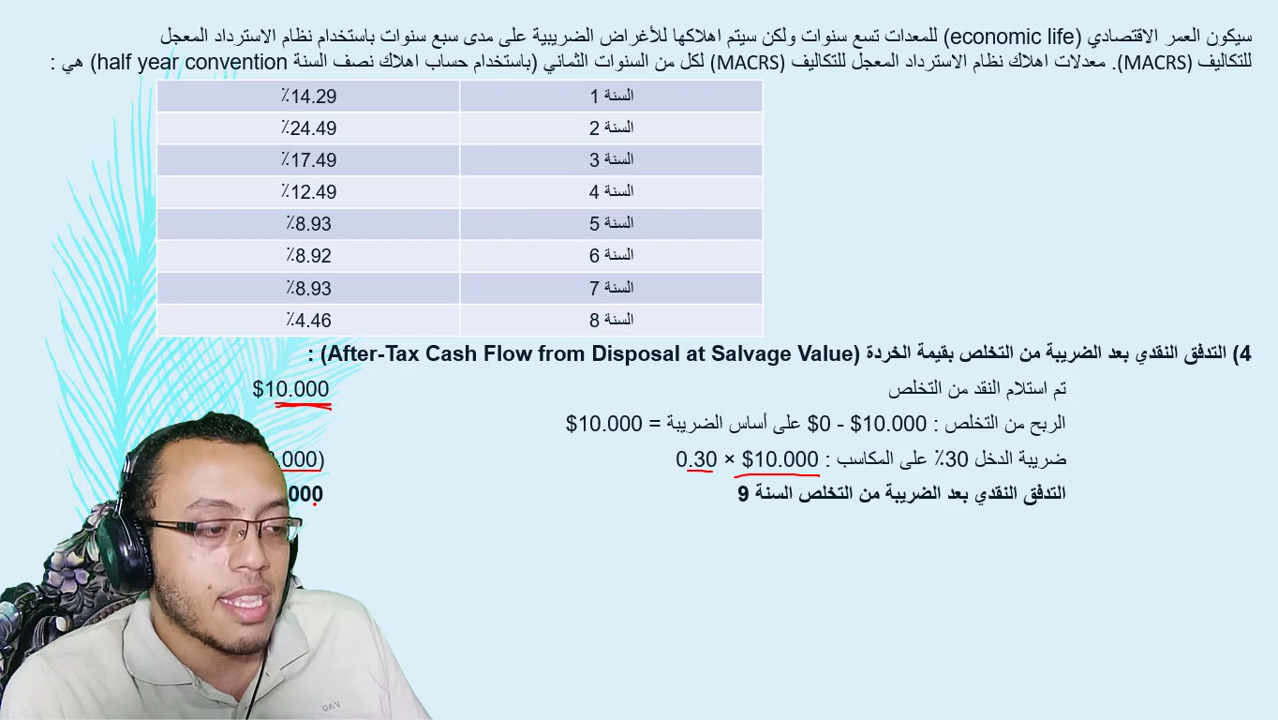 سيكون العمر الاقتصادي (economic life) للمعدات تسع سنوات ولكن سيتم اهلاكها للأغراض الضريبية على مدى سبع سنوات باستخدام نظام الاسترداد المعجل
للتكاليف (MACRS). معدلات اهلاك نظام الاسترداد المعجل للتكاليف (MACRS) لكل من السنوات الثماني (باستخدام حساب اهلاك نصف السنة half year convention) هي :
السنة 1 14.29٪
السنة 2 24.49٪
السنة 3 17.49٪
السنة 4 12.49٪
السنة 5 8.93٪
السنة 6 8.92٪
السنة 7 8.93٪
السنة 8 4.46٪
4) التدفق النقدي بعد الضريبة من التخلص بقيمة الخردة (After-Tax Cash Flow from Disposal at Salvage Value) :
تم استلام النقد من التخلص $10.000
الربح من التخلص : $10.000 - $0 على أساس الضريبة = $10.000
ضريبة الدخل 30٪ على المكاسب : $10.000 × 0.30 .000)
التدفق النقدي بعد الضريبة من التخلص السنة 9 000